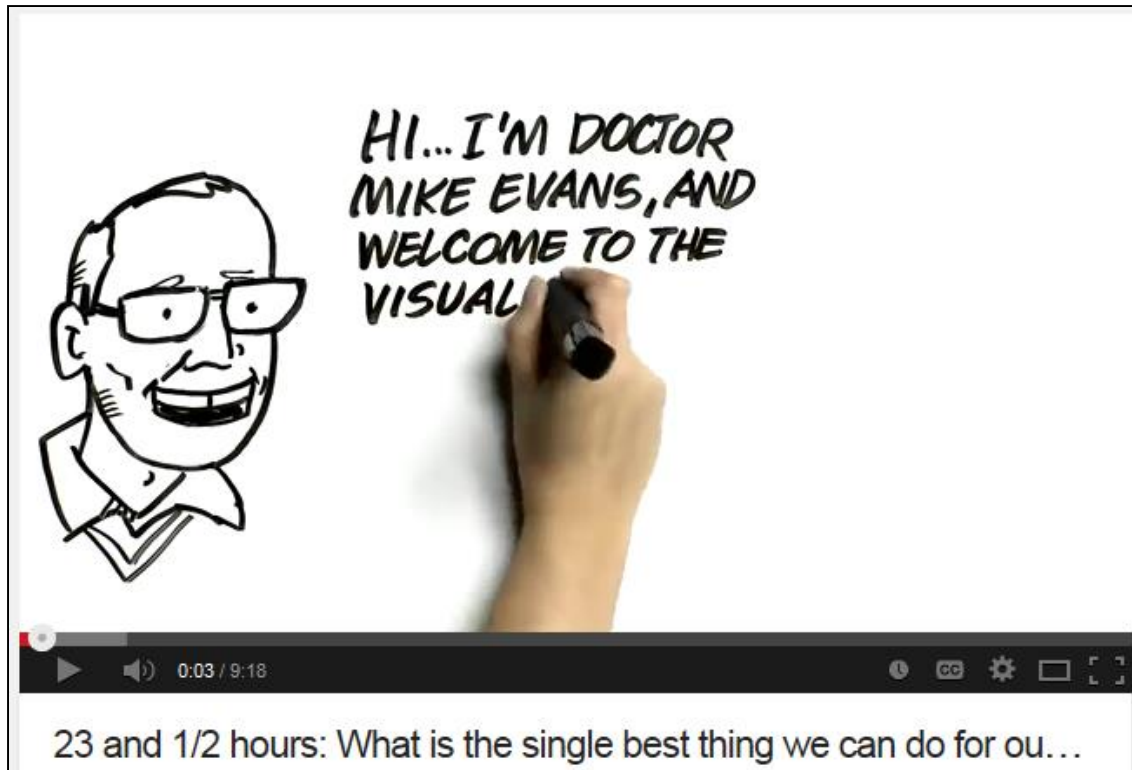 HI... I'M DOCTOR
MIKE EVANS, AND
WELCOME TO THE
VISUAL
0:03 / 9:18
CC
23 and 1/2 hours: What is the single best thing we can do for ou...